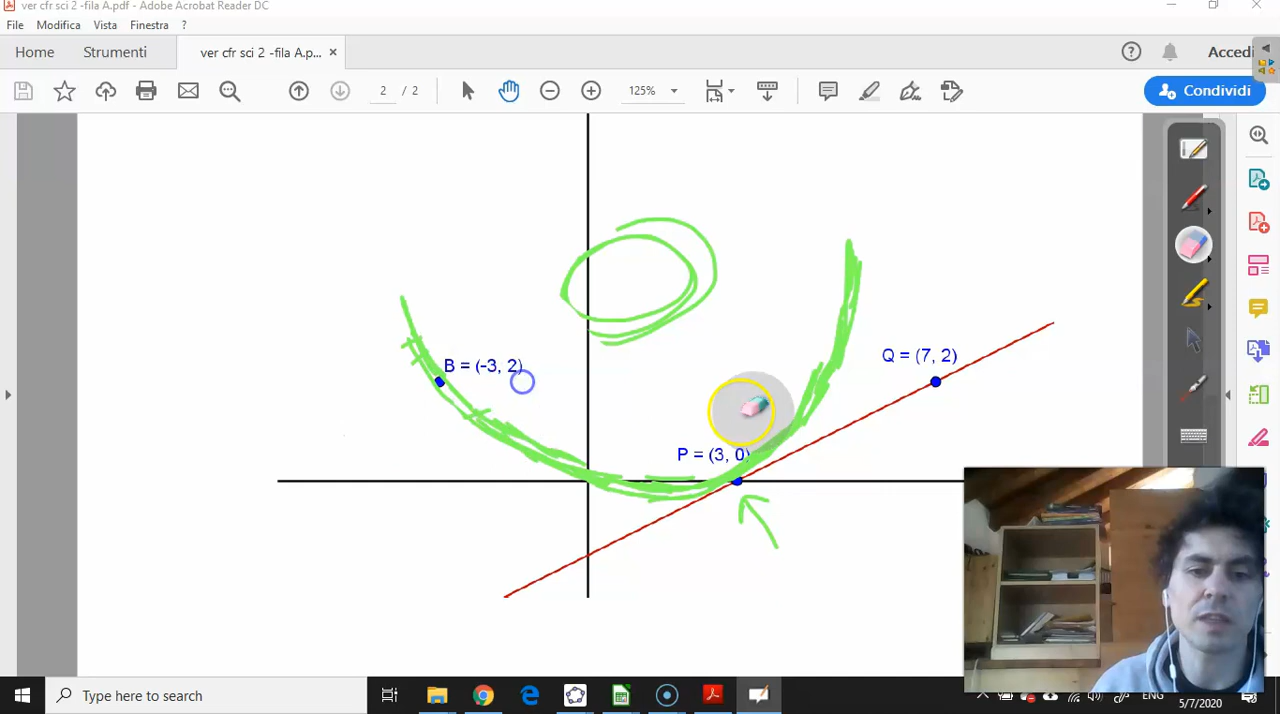 ver cfr sci 2 -fila A.pdf - Adobe Acrobat Reader DC
File Modifica Vista Finestra ?
Home Strumenti ver cfr sci 2 -fila A.p... × Accedi
2 / 2 125% Condividi
B = (-3, 2)
Q = (7, 2)
P = (3, 0)
Type here to search
ENG
5/7/2020